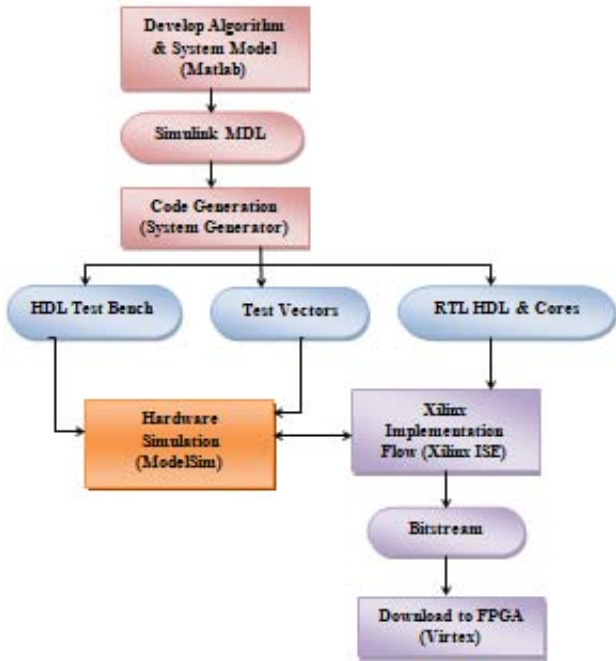 Develop Algorithm
& System Model
(Matlab)
Simulink MDL
Code Generation
(System Generator)
HDL Test Bench
Test Vectors
RTL HDL & Cores
Hardware
Simulation
(ModelSim)
Xilinx
Implementation
Flow (Xilinx ISE)
Bitstream
Download to FPGA
(Virtex)